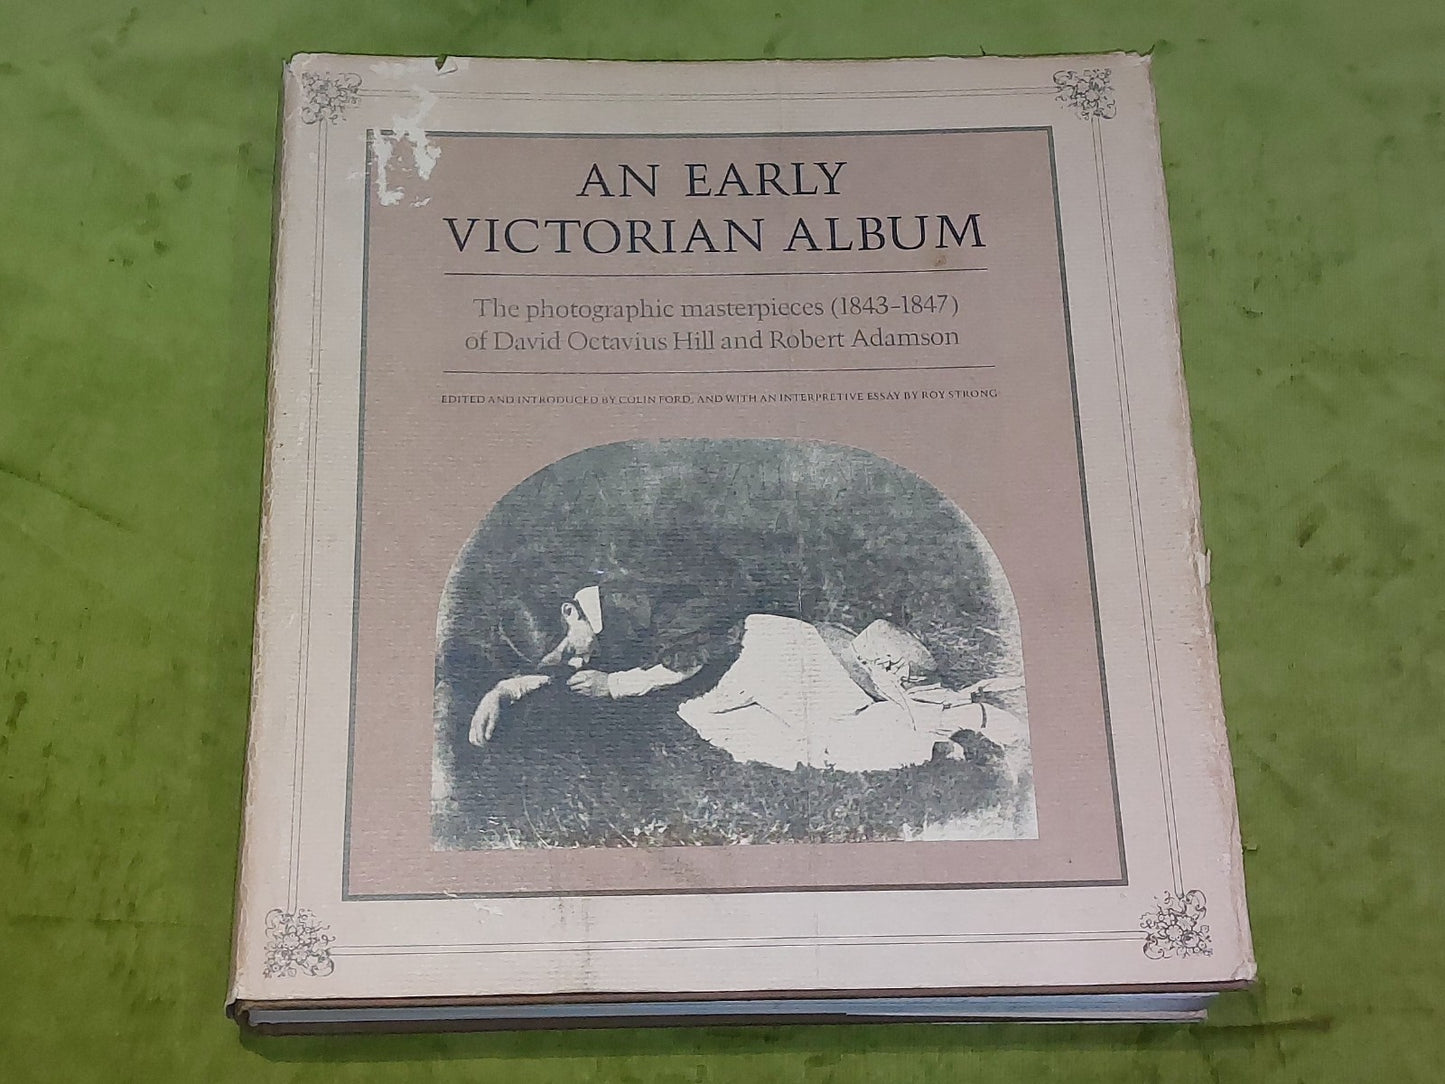 AN EARLY
VICTORIAN ALBUM
The photographic masterpieces (1843–1847)
of David Octavius Hill and Robert Adamson
EDITED AND INTRODUCED BY COLIN FORD, AND WITH AN INTERPRETIVE ESSAY BY ROY STRONG